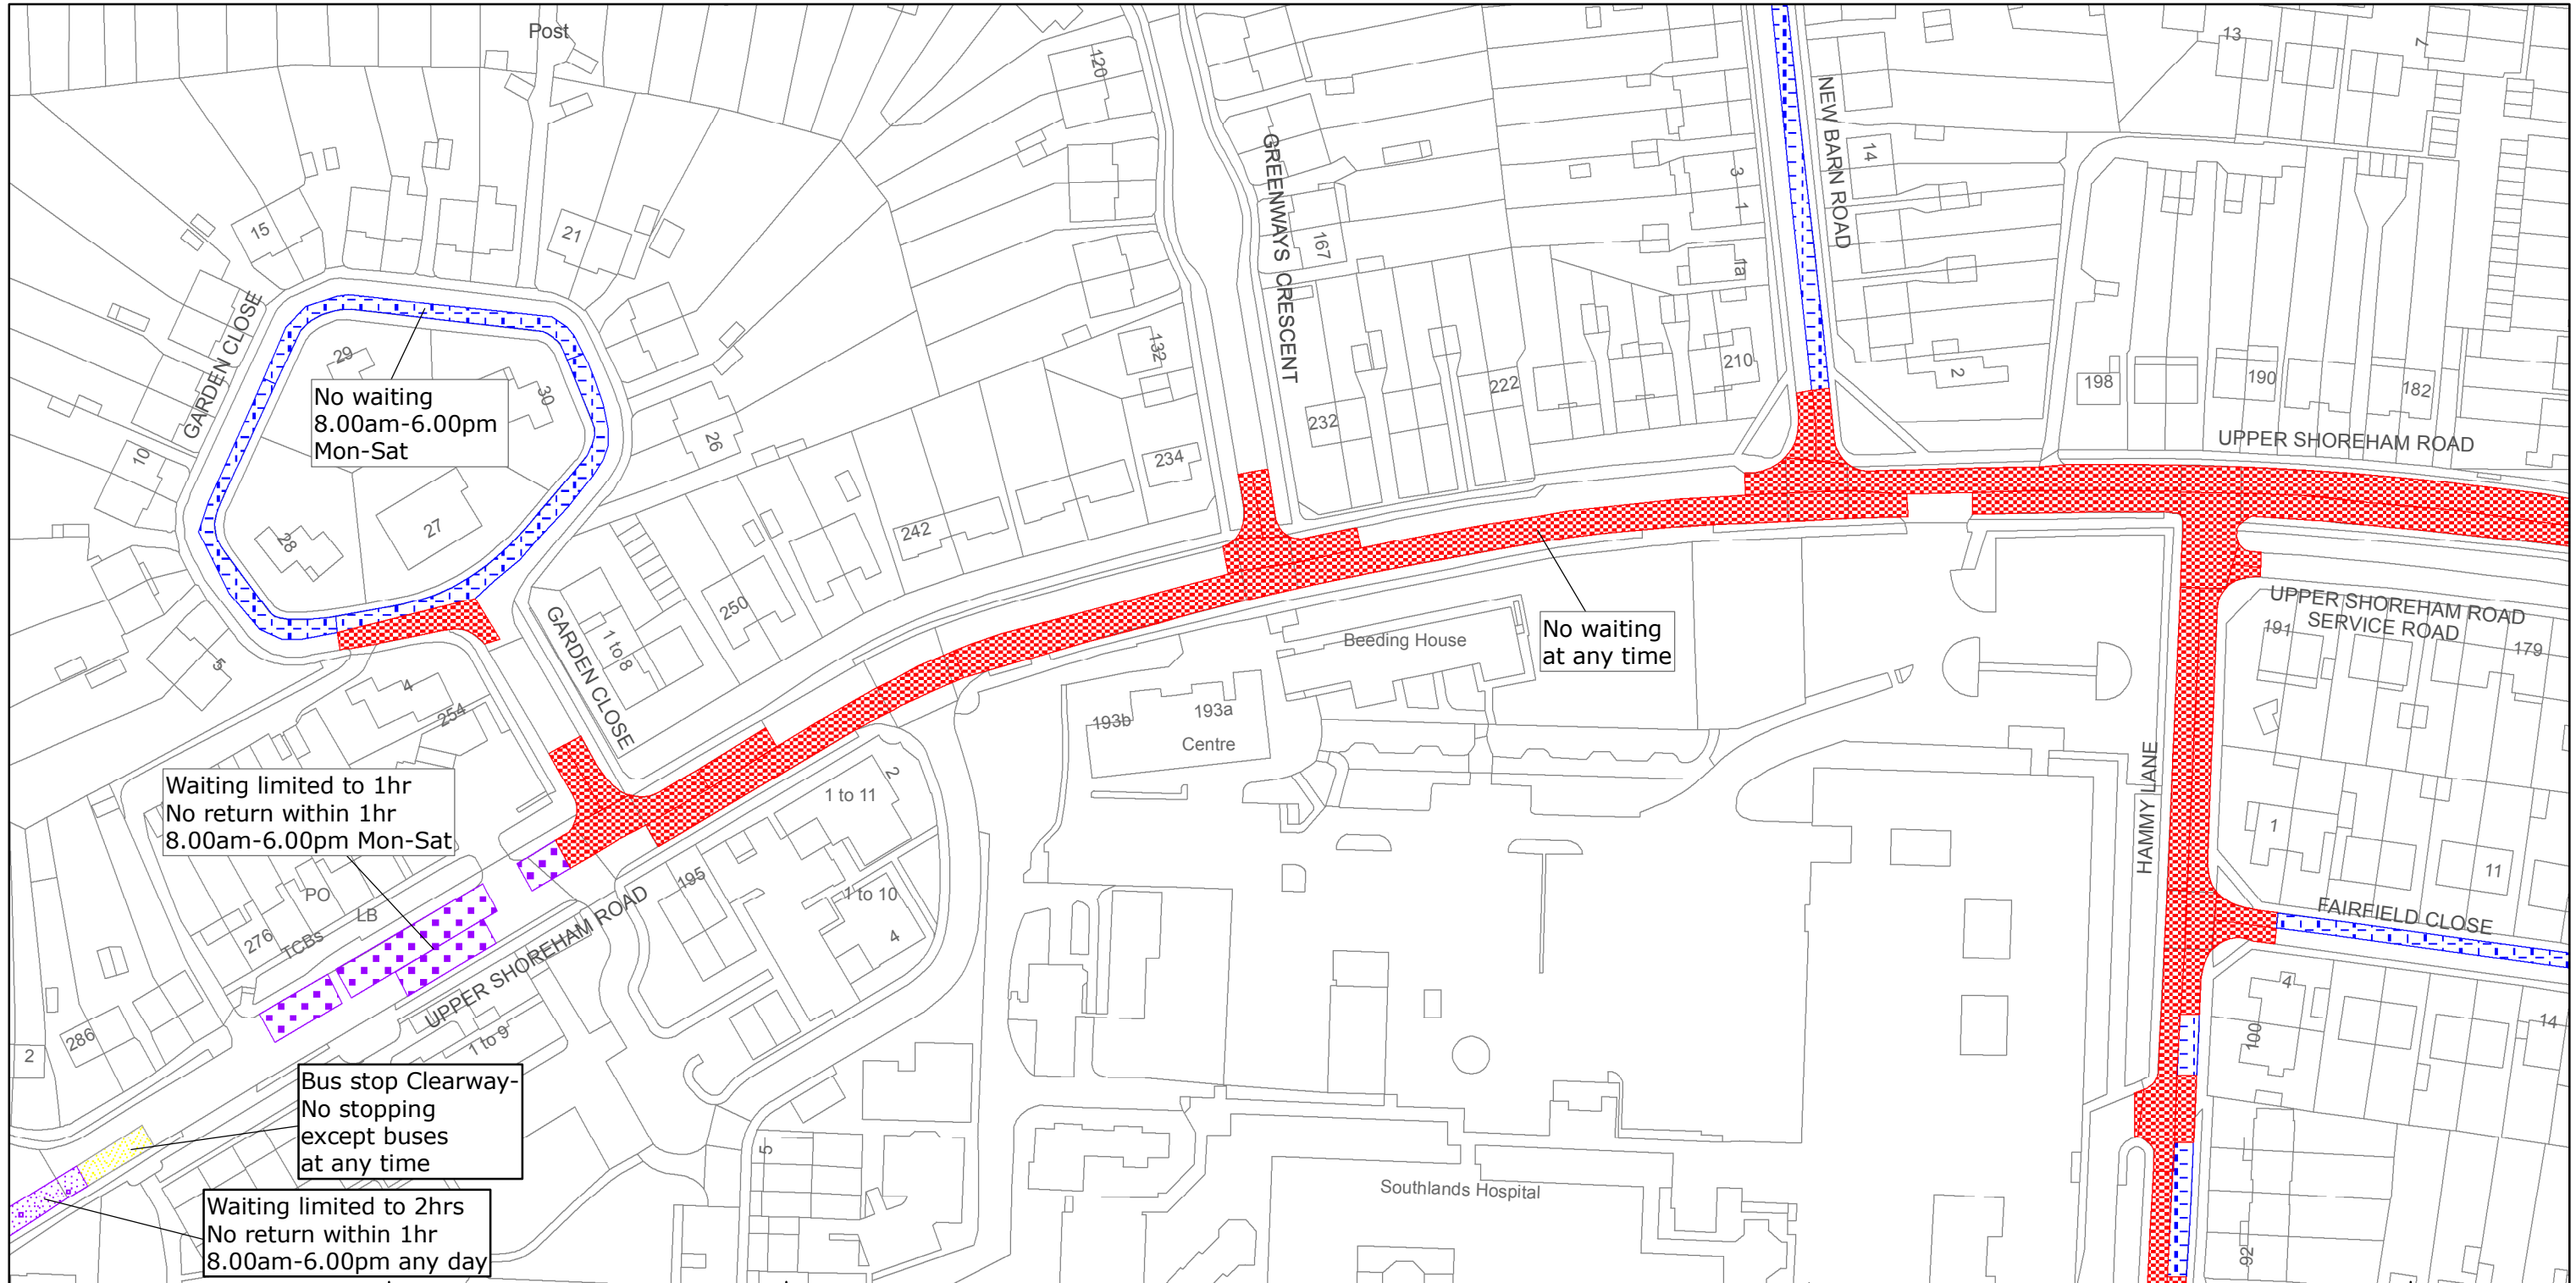 Post
120
13
7
NEW BARN ROAD
14
GREENWAYS CRESCENT
3
1
167
1a
15
21
GARDEN CLOSE
29
30
No waiting
8.00am-6.00pm
Mon-Sat
132
210
2
198
190
182
222
232
UPPER SHOREHAM ROAD
10
26
234
27
28
242
250
GARDEN CLOSE
1 to 8
No waiting
at any time
Beeding House
UPPER SHOREHAM ROAD
SERVICE ROAD
191
179
5
4
254
193b
193a
Centre
HAMMY LANE
Waiting limited to 1hr
No return within 1hr
8.00am-6.00pm Mon-Sat
2
1 to 11
1
11
195
1 to 10
4
PO
LB
TCBs
276
UPPER SHOREHAM ROAD
FAIRFIELD CLOSE
4
14
100
286
2
1 to 9
Bus stop Clearway-
No stopping
except buses
at any time
5
Southlands Hospital
Waiting limited to 2hrs
No return within 1hr
8.00am-6.00pm any day
92